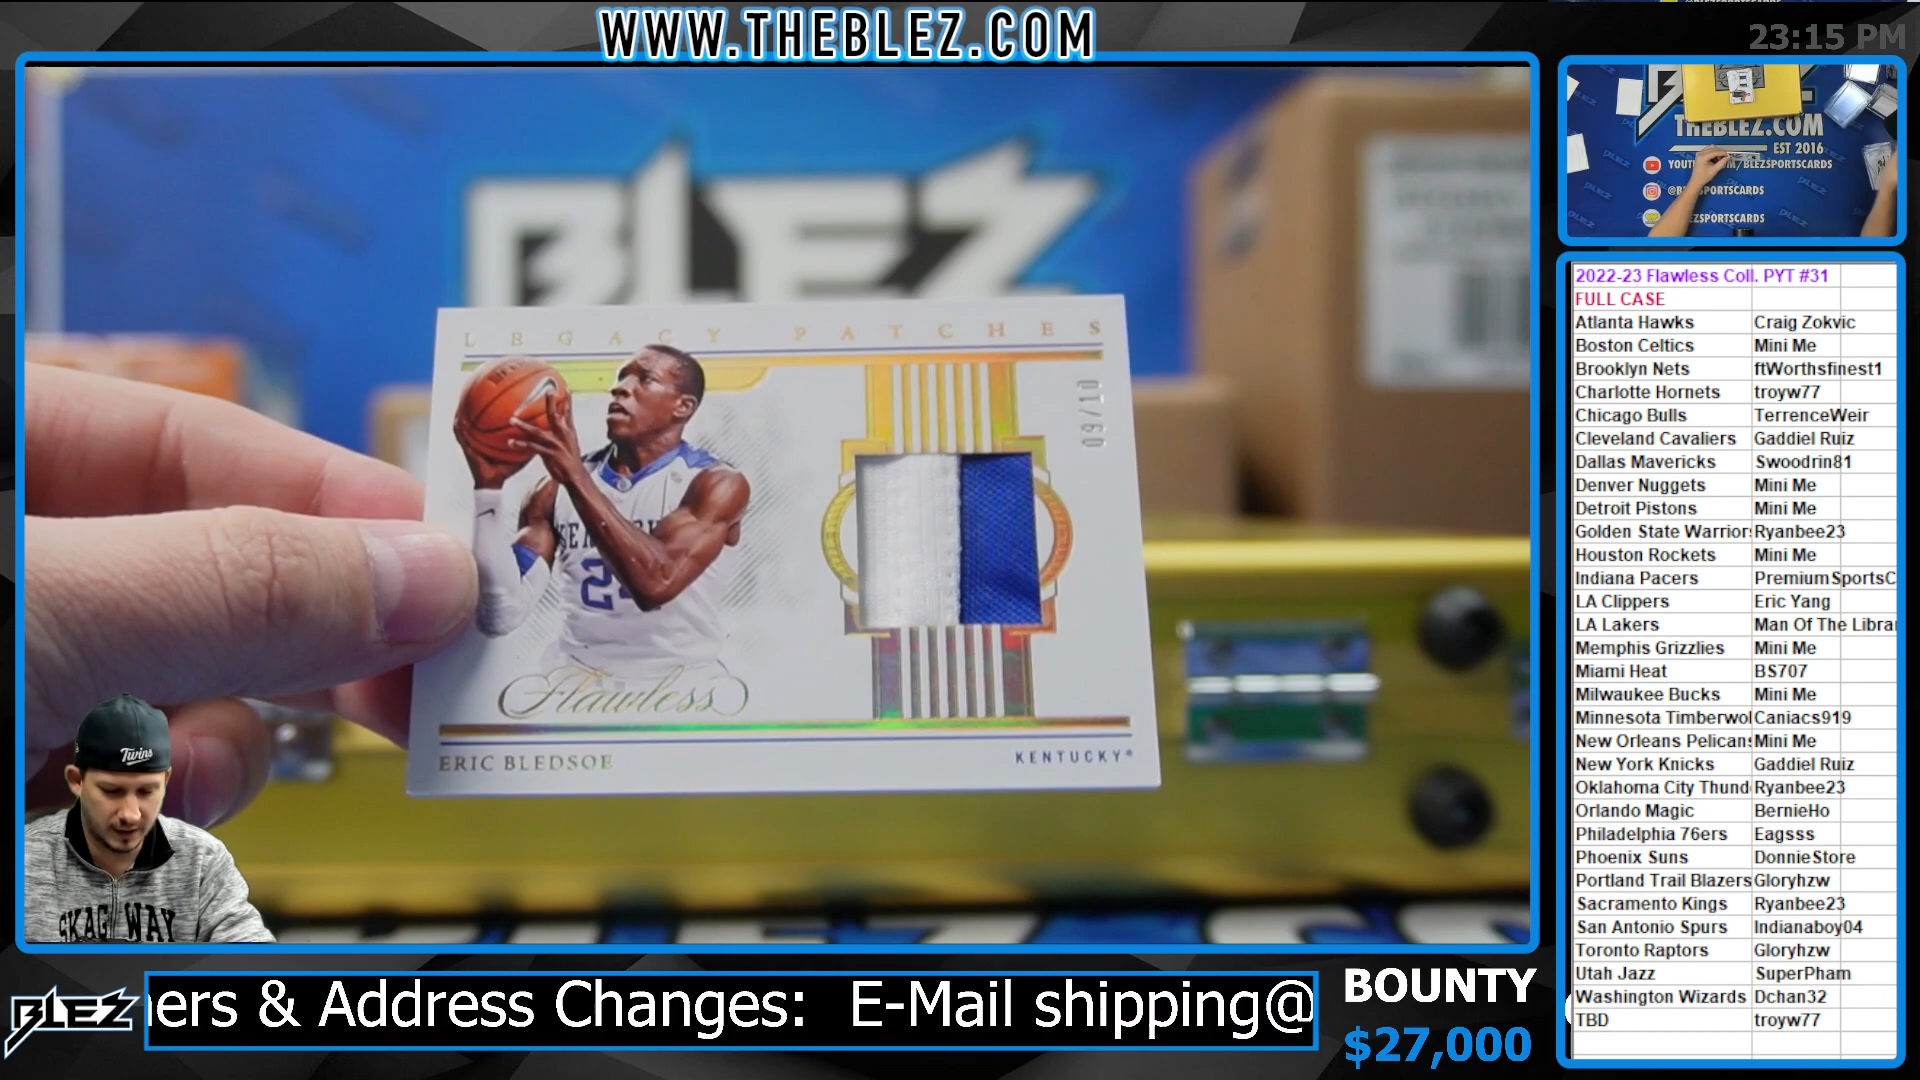 WWW.THEBLEZ.COM
23:15 PM
BLEZ
LEGACY PATCHES
09/10
KENTUCKY
Flawless
ERIC BLEDSOE
KENTUCKY®
Twins
SKAGWAY
THEBLEZ.COM
EST 2016
2022-23 Flawless Coll. PYT #31
FULL CASE
Atlanta Hawks Craig Zokvic
Boston Celtics Mini Me
Brooklyn Nets ftWorthsfinest1
Charlotte Hornets troyw77
Chicago Bulls TerrenceWeir
Cleveland Cavaliers Gaddiel Ruiz
Dallas Mavericks Swoodrin81
Denver Nuggets Mini Me
Detroit Pistons Mini Me
Golden State Warriors Ryanbee23
Houston Rockets Mini Me
Indiana Pacers PremiumSportsC
LA Clippers Eric Yang
LA Lakers Man Of The Librar
Memphis Grizzlies Mini Me
Miami Heat BS707
Milwaukee Bucks Mini Me
Minnesota Timberwol Caniacs919
New Orleans Pelicans Mini Me
New York Knicks Gaddiel Ruiz
Oklahoma City Thund Ryanbee23
Orlando Magic BernieHo
Philadelphia 76ers Eagsss
Phoenix Suns DonnieStore
Portland Trail Blazers Gloryhzw
Sacramento Kings Ryanbee23
San Antonio Spurs Indianaboy04
Toronto Raptors Gloryhzw
Utah Jazz SuperPham
Washington Wizards Dchan32
TBD troyw77
BLEZ
ers & Address Changes: E-Mail shipping@
BOUNTY
$27,000